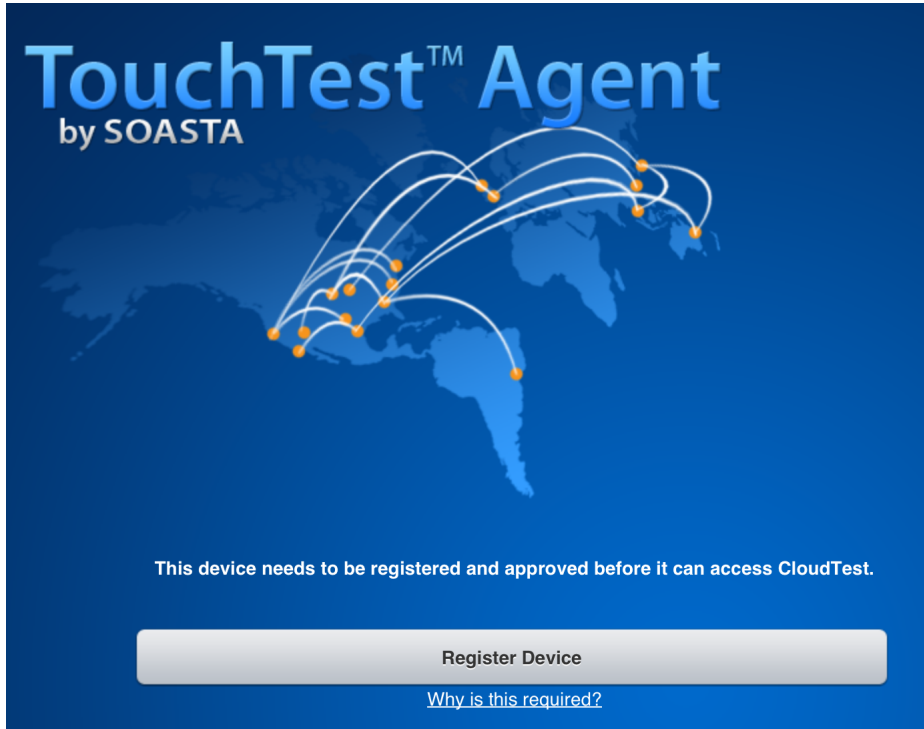 TouchTest™ Agent
by SOASTA
This device needs to be registered and approved before it can access CloudTest.
Register Device
Why is this required?